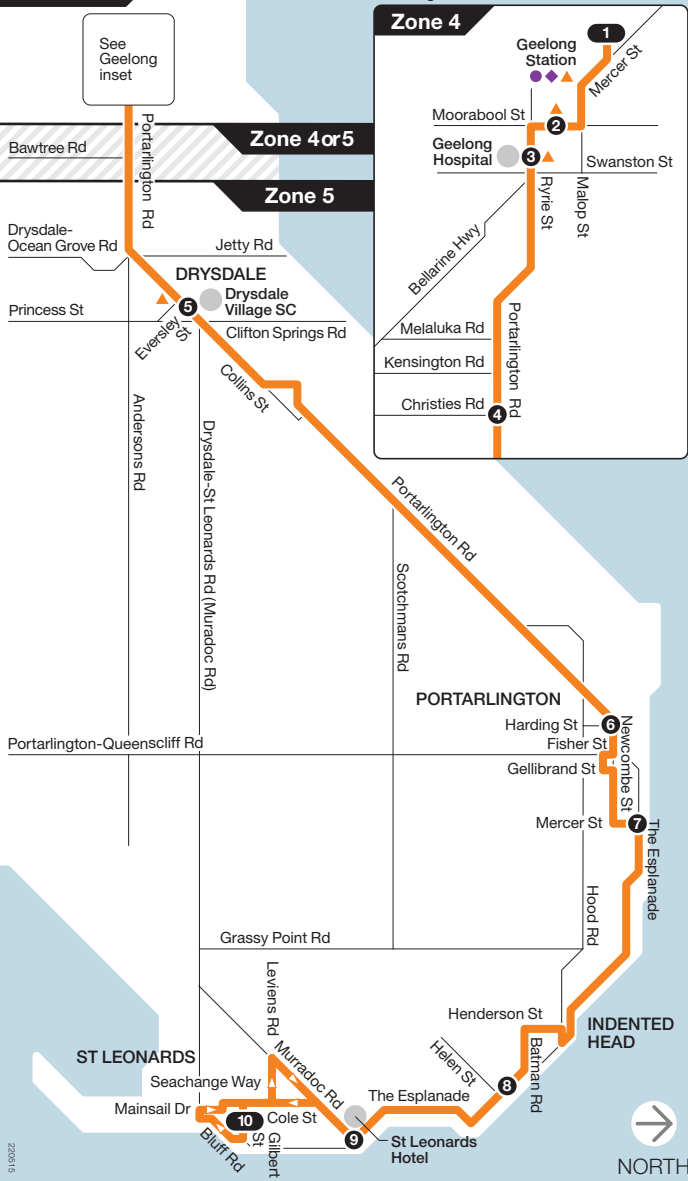 See
Geelong
inset
Zone 4
1
Geelong
Station
Mercer St
Moorabool St
2
Geelong
Hospital
3
Swanston St
Ryrie St
Malop St
Bellarine Hwy
Melaluka Rd
Kensington Rd
Christies Rd
4
Portarlington Rd
Portarlington Rd
Zone 4or5
Bawtree Rd
Zone 5
Drysdale-
Ocean Grove Rd
Jetty Rd
DRYSDALE
5
Drysdale
Village SC
Princess St
Eversley
St
Clifton Springs Rd
Collins St
Andersons Rd
Drysdale-St Leonards Rd (Muradoc Rd)
Portarlington Rd
Scotchmans Rd
PORTARLINGTON
Harding St
6
Newcombe St
Fisher St
Portarlington-Queenscliff Rd
Gellibrand St
Mercer St
7
The Esplanade
Hood Rd
Grassy Point Rd
Leviens Rd
Henderson St
INDENTED
HEAD
Batman Rd
Helen St
8
ST LEONARDS
Murradoc Rd
Seachange Way
The Esplanade
Mainsail Dr
10
Cole St
9
St Leonards
Hotel
Bluff Rd
Gilbert
St
NORTH
220515